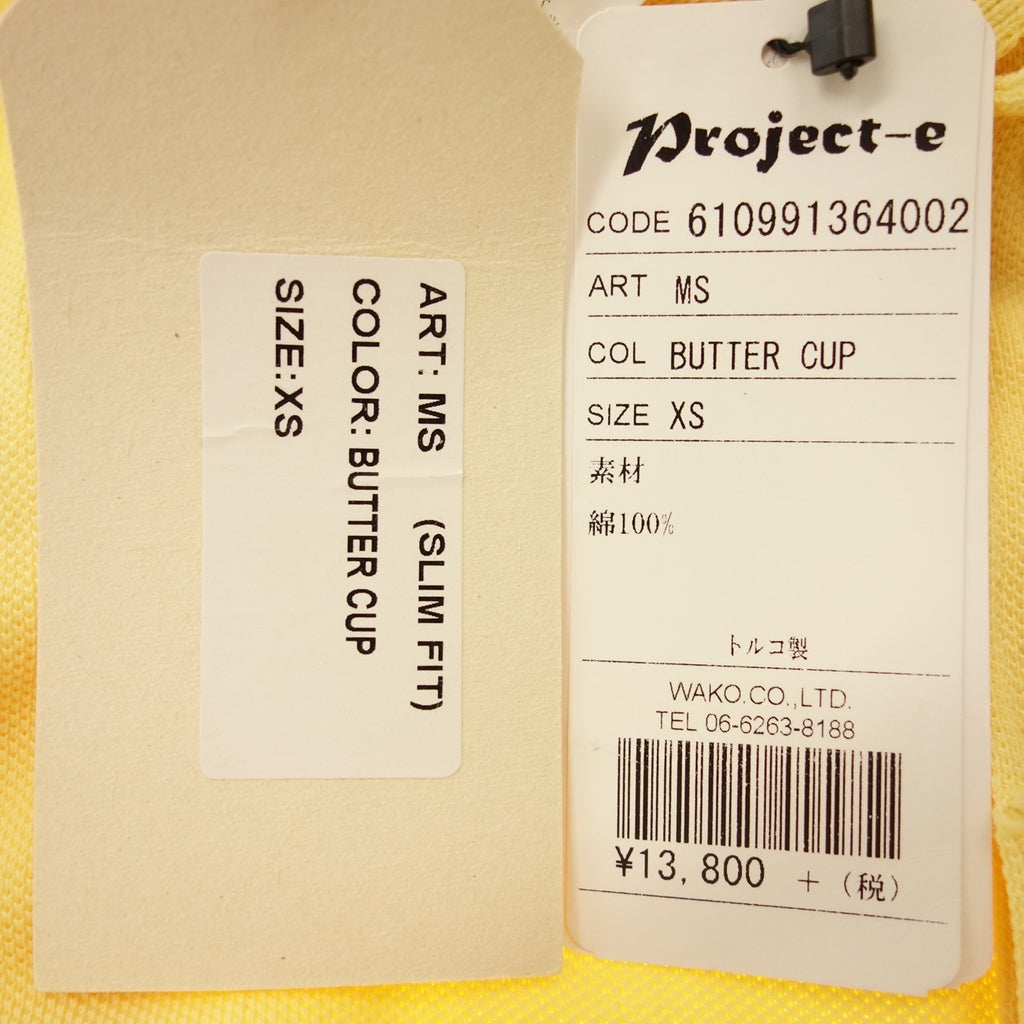 ART: MS (SLIM FIT)
COLOR: BUTTER CUP
SIZE:XS
Project-e
CODE 610991364002
ART MS
COL BUTTER CUP
SIZE XS
素材
綿100%
トルコ製
WAKO.CO.,LTD.
TEL 06-6263-8188
¥13,800 +(税)